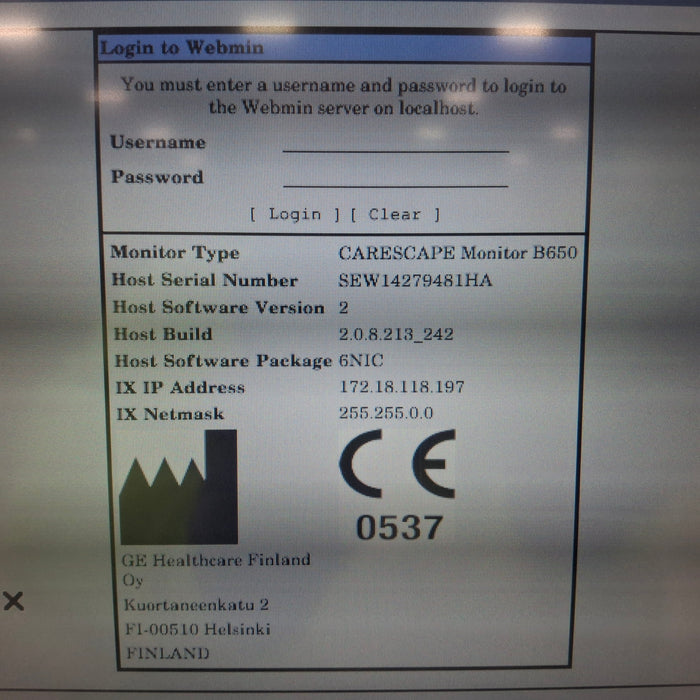 Login to Webmin
You must enter a username and password to login to
the Webmin server on localhost.
Username
Password
[ Login ] [ Clear ]
Monitor Type CARESCAPE Monitor B650
Host Serial Number SEW14279481HA
Host Software Version 2
Host Build 2.0.8.213_242
Host Software Package 6NIC
IX IP Address 172.18.118.197
IX Netmask 255.255.0.0
CE
0537
GE Healthcare Finland
Oy
Kuortaneenkatu 2
FI-00510 Helsinki
FINLAND